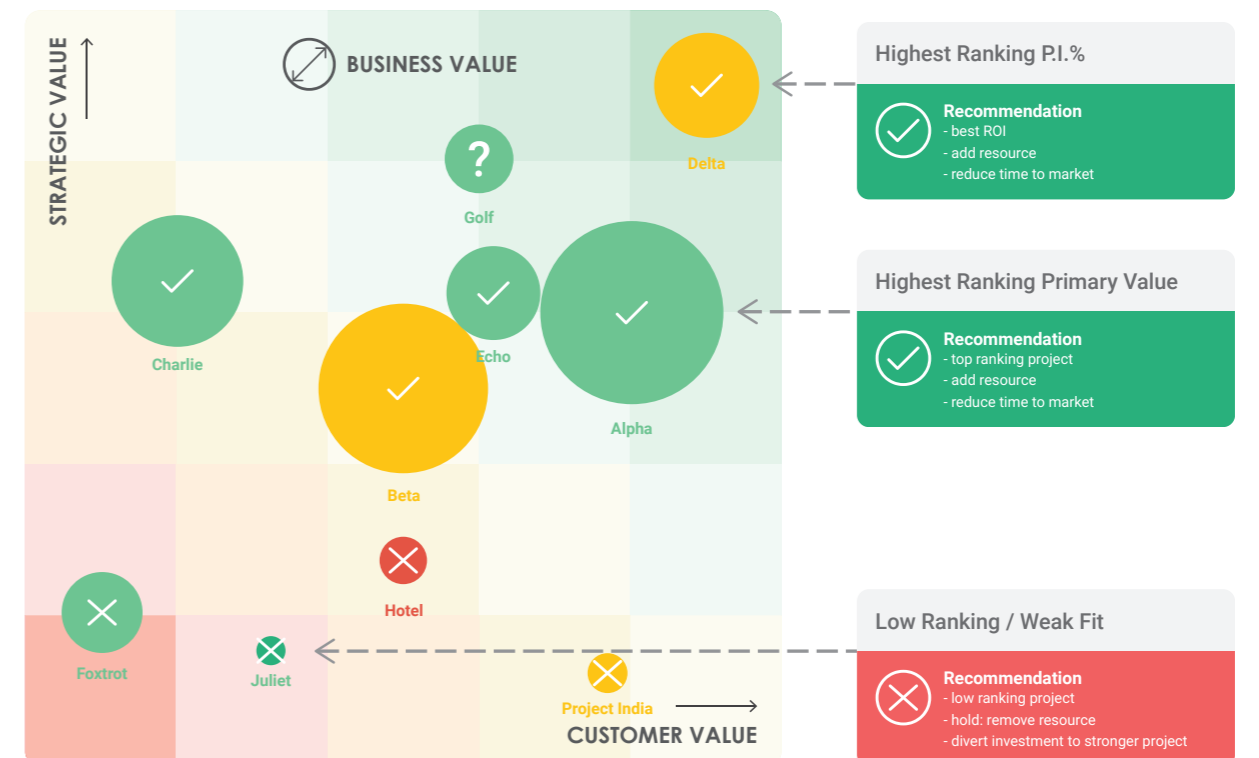 STRATEGIC VALUE
BUSINESS VALUE
Delta
?
Golf
Charlie
Echo
Alpha
Beta
Hotel
Foxtrot
Juliet
Project India
CUSTOMER VALUE
Highest Ranking P.I.%
Recommendation
- best ROI
- add resource
- reduce time to market
Highest Ranking Primary Value
Recommendation
- top ranking project
- add resource
- reduce time to market
Low Ranking / Weak Fit
Recommendation
- low ranking project
- hold: remove resource
- divert investment to stronger project